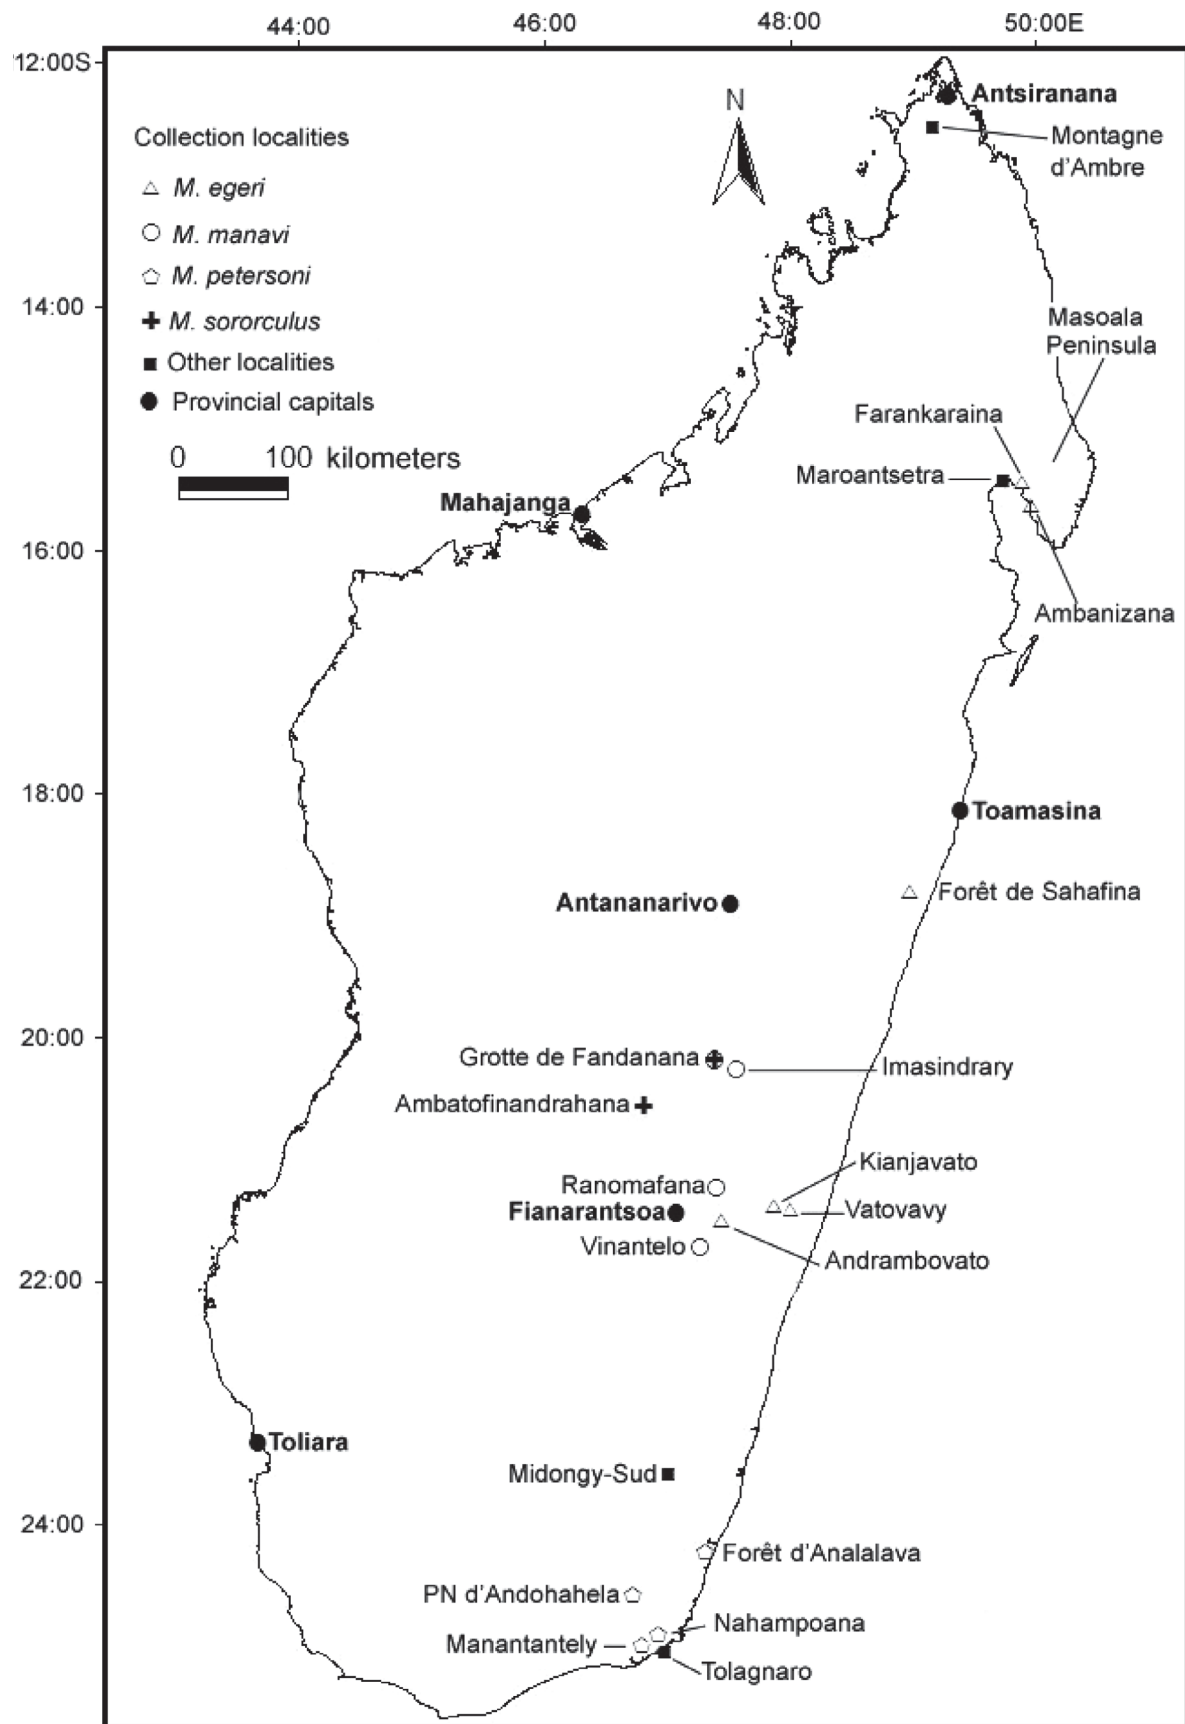 44:00 46:00 48:00 50:00E
12:00S
Antsiranana
N
Montagne
d'Ambre
Collection localities
M. egeri
M. manavi
M. petersoni
M. sororculus
Other localities
Provincial capitals
0 100 kilometers
14:00
Masoala
Peninsula
Farankaraina
Maroantsetra
Mahajanga
16:00
Ambanizana
18:00
Toamasina
Forêt de Sahafina
Antananarivo
20:00
Grotte de Fandanana
Imasindrary
Ambatofinandrahana
Kianjavato
Ranomafana
Fianarantsoa
Vatovavy
Vinantelo
Andrambovato
22:00
Toliara
Midongy-Sud
24:00
Forêt d'Analalava
PN d'Andohahela
Nahampoana
Manantantely
Tolagnaro